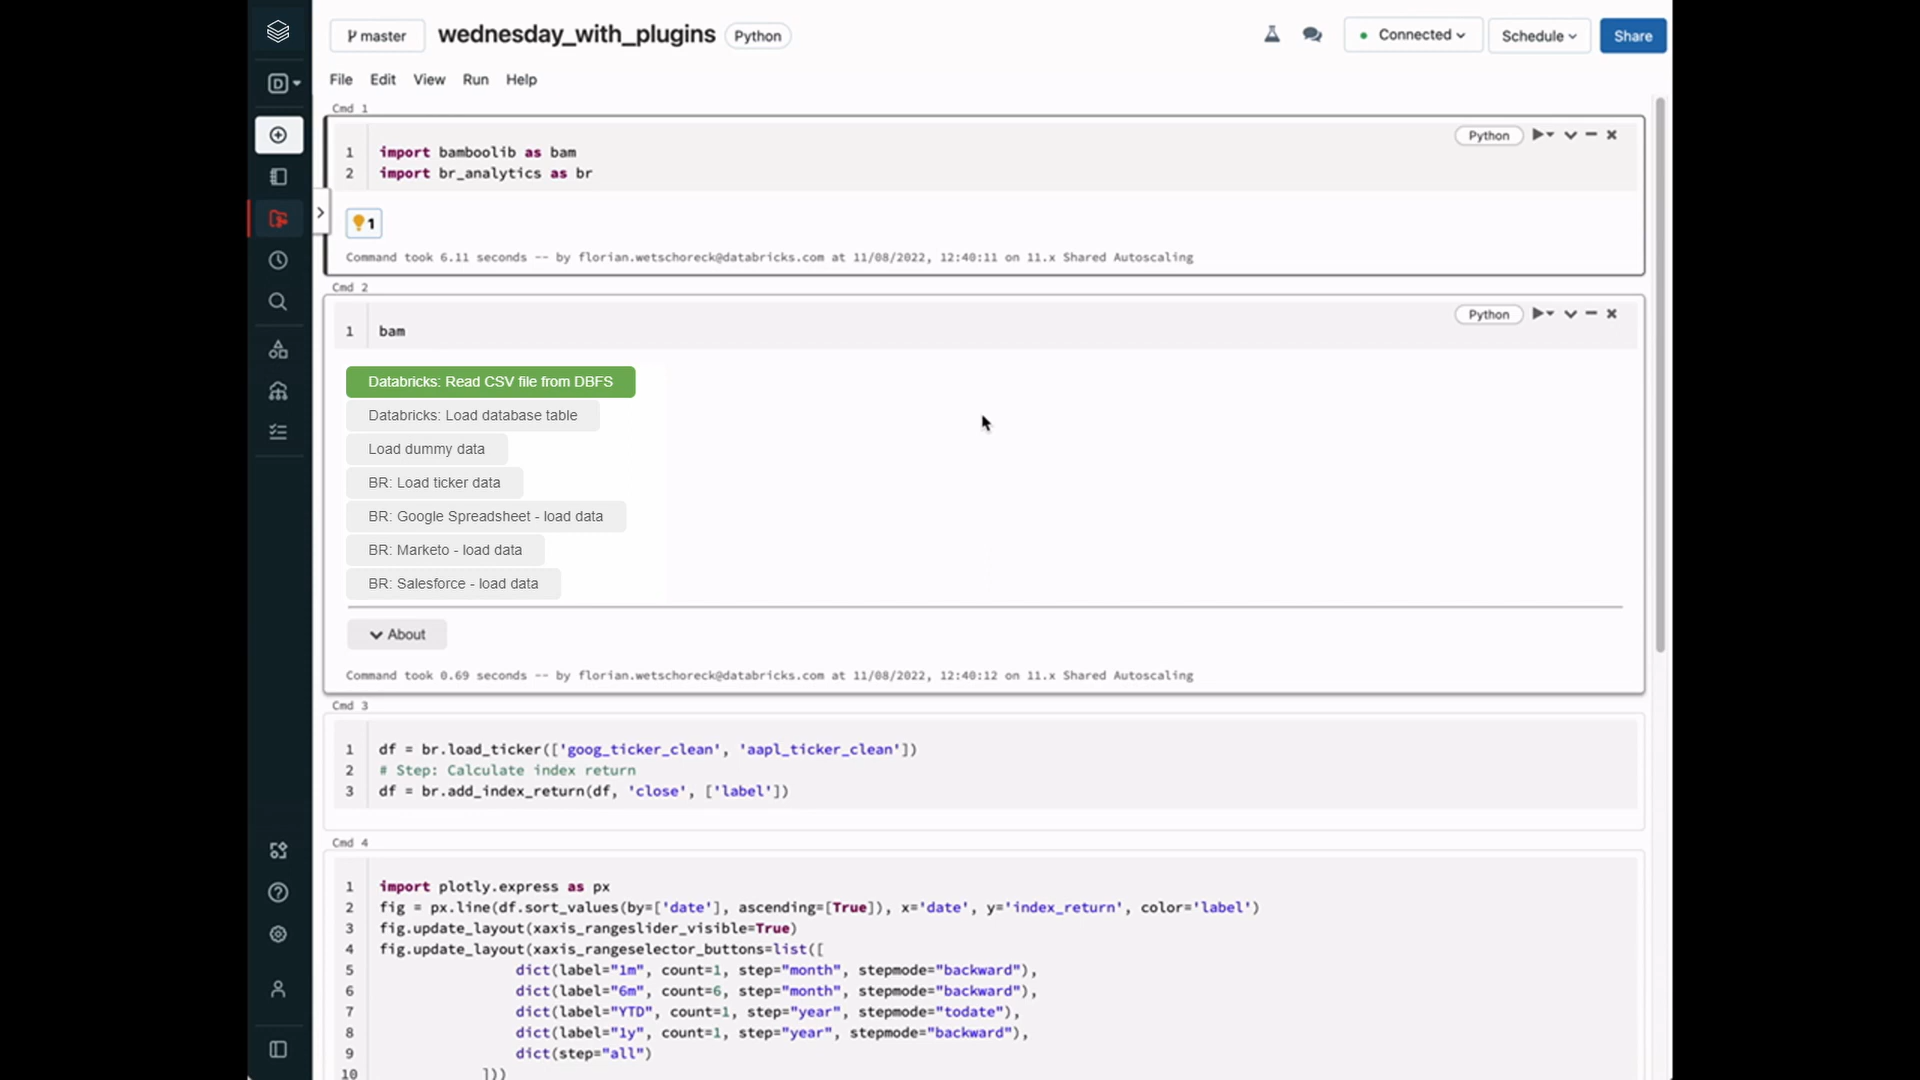 master
wednesday_with_plugins
Python
Connected
Schedule
Share
D
File Edit View Run Help
Cmd 1
Python
1 import bamboolib as bam
2 import br_analytics as br
1
Command took 6.11 seconds -- by florian.wetschoreck@databricks.com at 11/08/2022, 12:40:11 on 11.x Shared Autoscaling
Cmd 2
Python
1 bam
Databricks: Read CSV file from DBFS
Databricks: Load database table
Load dummy data
BR: Load ticker data
BR: Google Spreadsheet - load data
BR: Marketo - load data
BR: Salesforce - load data
About
Command took 0.69 seconds -- by florian.wetschoreck@databricks.com at 11/08/2022, 12:40:12 on 11.x Shared Autoscaling
Cmd 3
1 df = br.load_ticker(['goog_ticker_clean', 'aapl_ticker_clean'])
2 # Step: Calculate index return
3 df = br.add_index_return(df, 'close', ['label'])
Cmd 4
1 import plotly.express as px
2 fig = px.line(df.sort_values(by=['date'], ascending=[True]), x='date', y='index_return', color='label')
3 fig.update_layout(xaxis_rangeslider_visible=True)
4 fig.update_layout(xaxis_rangeselector_buttons=list([
5 dict(label="1m", count=1, step="month", stepmode="backward"),
6 dict(label="6m", count=6, step="month", stepmode="backward"),
7 dict(label="YTD", count=1, step="year", stepmode="todate"),
8 dict(label="1y", count=1, step="year", stepmode="backward"),
9 dict(step="all")
10 ]))